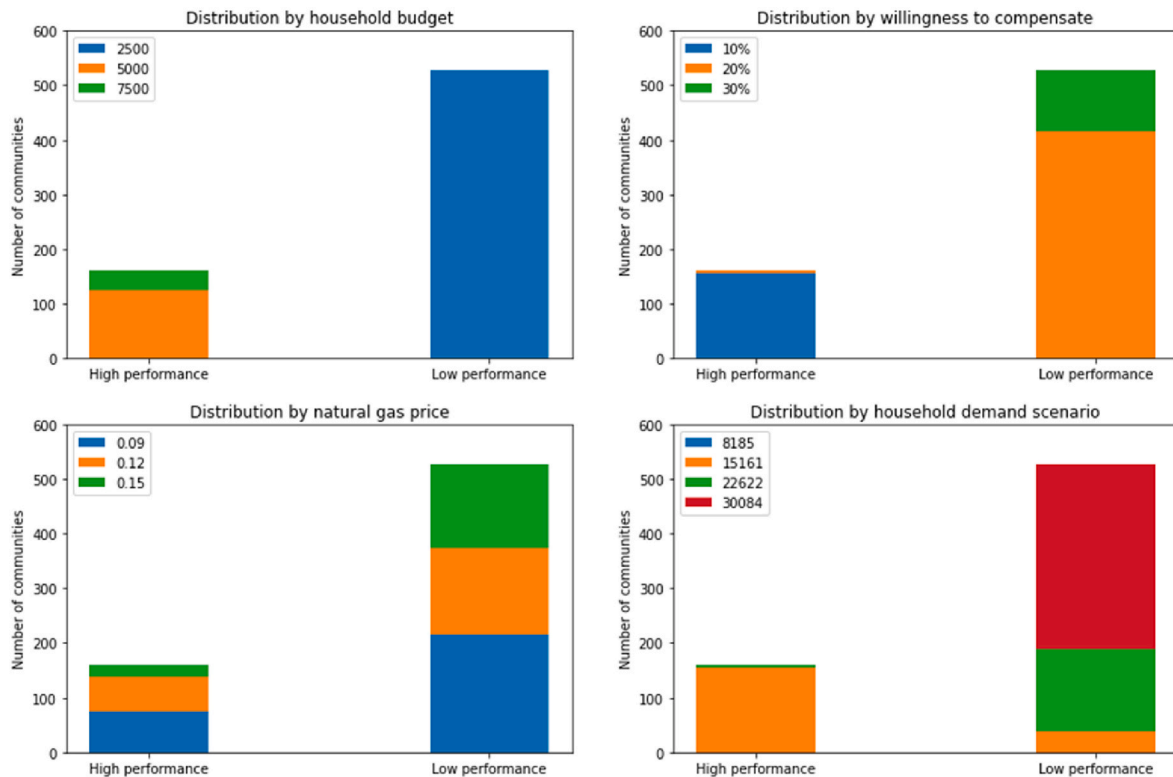 Distribution by household budget
600
500
400
300
200
100
0
Number of communities
2500
5000
7500
High performance
Low performance
Distribution by willingness to compensate
600
500
400
300
200
100
0
Number of communities
10%
20%
30%
High performance
Low performance
Distribution by natural gas price
600
500
400
300
200
100
0
Number of communities
0.09
0.12
0.15
High performance
Low performance
Distribution by household demand scenario
600
500
400
300
200
100
0
Number of communities
8185
15161
22622
30084
High performance
Low performance